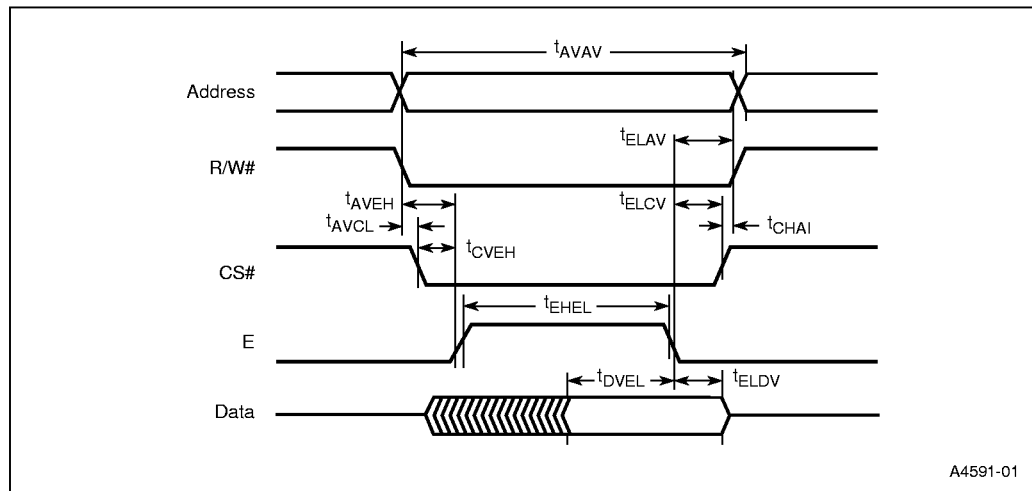 tAVAV
Address
tELAV
R/W#
tAVEH
tELCV
tAVCL
tCHAI
tCVEH
CS#
tEHEL
E
tDVEL
tELDV
Data
A4591-01